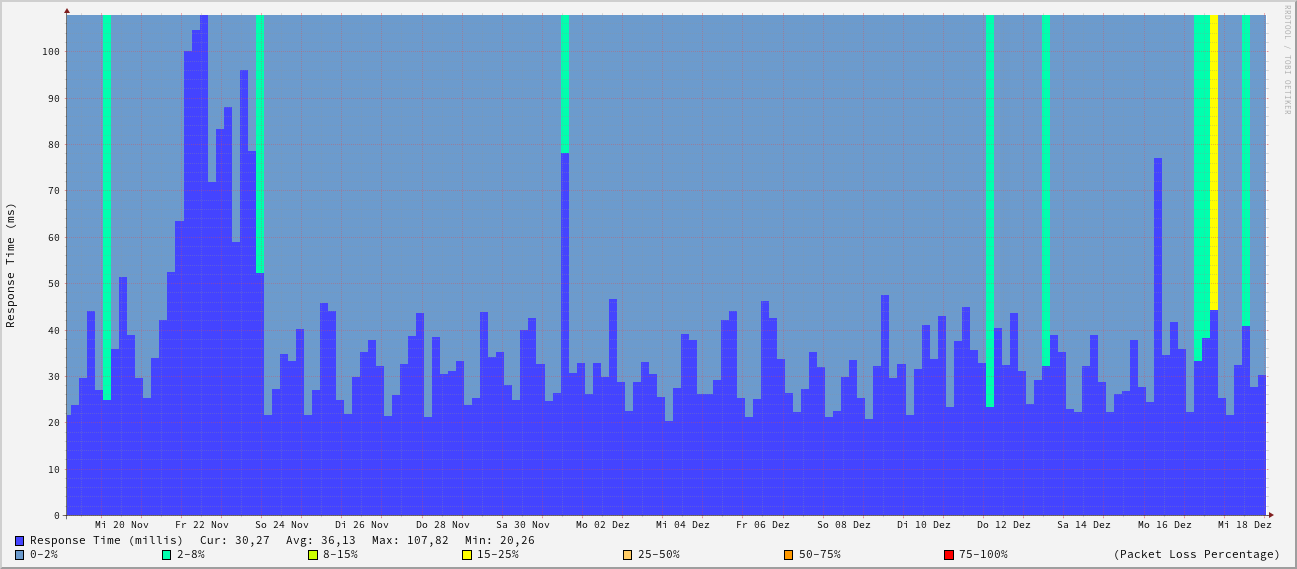 RRDTOOL / TOBI OETIKER
Response Time (ms)
100
90
80
70
60
50
40
30
20
10
0
Mi 20 Nov Fr 22 Nov So 24 Nov Di 26 Nov Do 28 Nov Sa 30 Nov Mo 02 Dez Mi 04 Dez Fr 06 Dez So 08 Dez Di 10 Dez Do 12 Dez Sa 14 Dez Mo 16 Dez Mi 18 Dez
Response Time (millis) Cur: 30,27 Avg: 36,13 Max: 107,82 Min: 20,26
0-2% 2-8% 8-15% 15-25% 25-50% 50-75% 75-100% (Packet Loss Percentage)